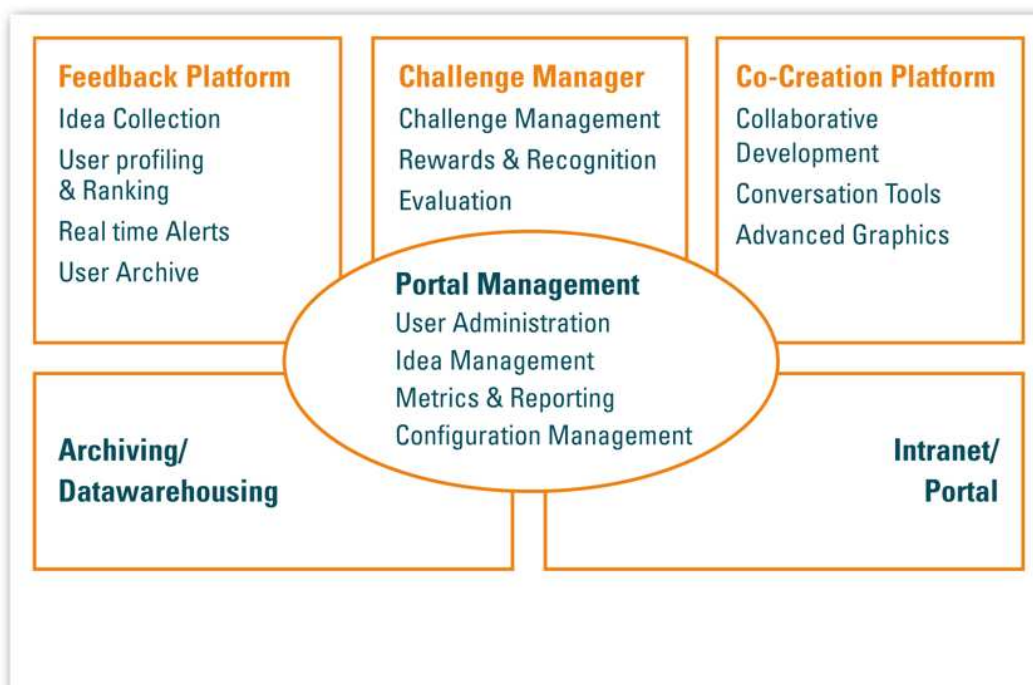 Feedback Platform
Idea Collection
User profiling
& Ranking
Real time Alerts
User Archive
Challenge Manager
Challenge Management
Rewards & Recognition
Evaluation
Co-Creation Platform
Collaborative
Development
Conversation Tools
Advanced Graphics
Portal Management
User Administration
Idea Management
Metrics & Reporting
Configuration Management
Archiving/
Datawarehousing
Intranet/
Portal